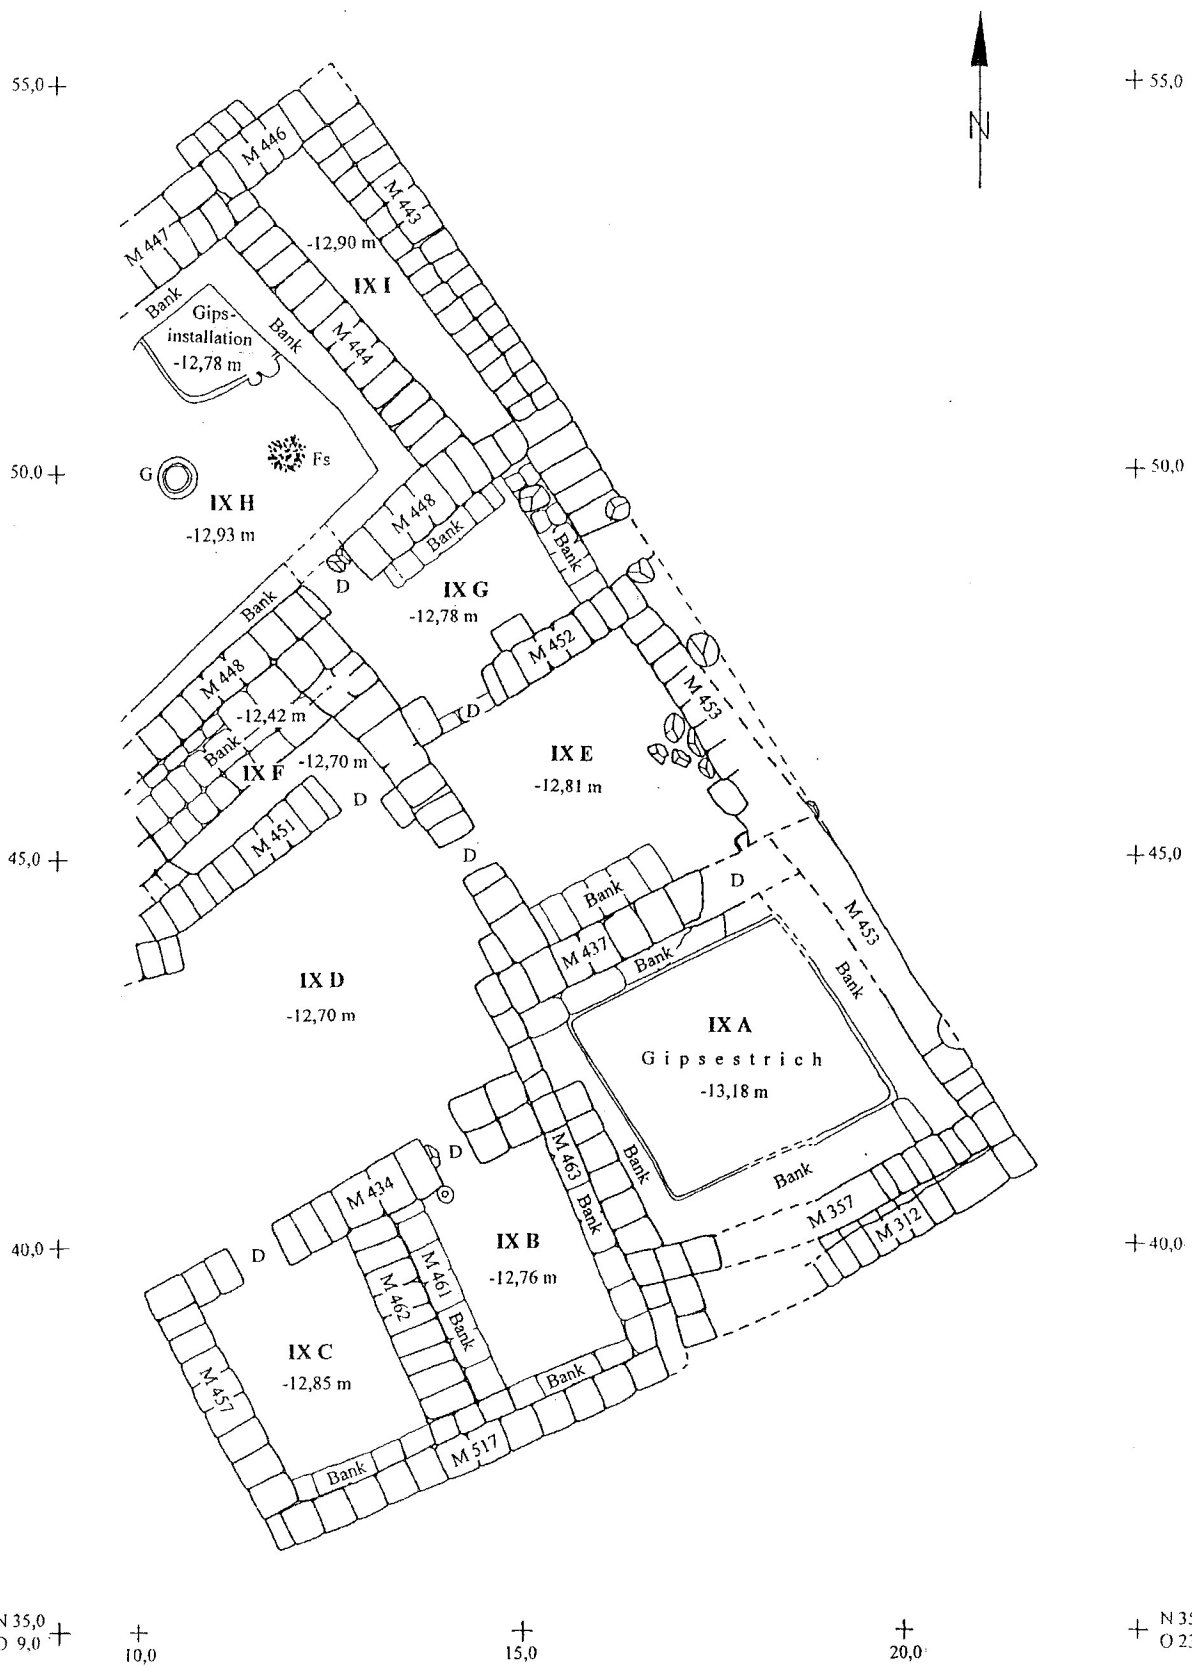 55,0
55,0
N
M 446
M 443
M 447
-12,90 m
IX I
Bank
Gips-
installation
-12,78 m
Bank
M 444
50,0
50,0
G
Fs
IX H
-12,93 m
M 448
Bank
Bank
D
IX G
-12,78 m
Bank
M 452
M 448
M 453
D
-12,42 m
Bank
IX F
-12,70 m
IX E
-12,81 m
D
M 451
45,0
45,0
D
D
Bank
M 437
Bank
M 453
Bank
IX D
-12,70 m
IX A
Gipsestrich
-13,18 m
D
M 463
Bank
Bank
Bank
M 434
M 357
M 312
40,0
40,0
D
IX B
-12,76 m
M 461
M 462
Bank
IX C
-12,85 m
M 457
Bank
Bank
M 517
N 35,0
O 9,0
10,0
15,0
20,0
N 35
O 23